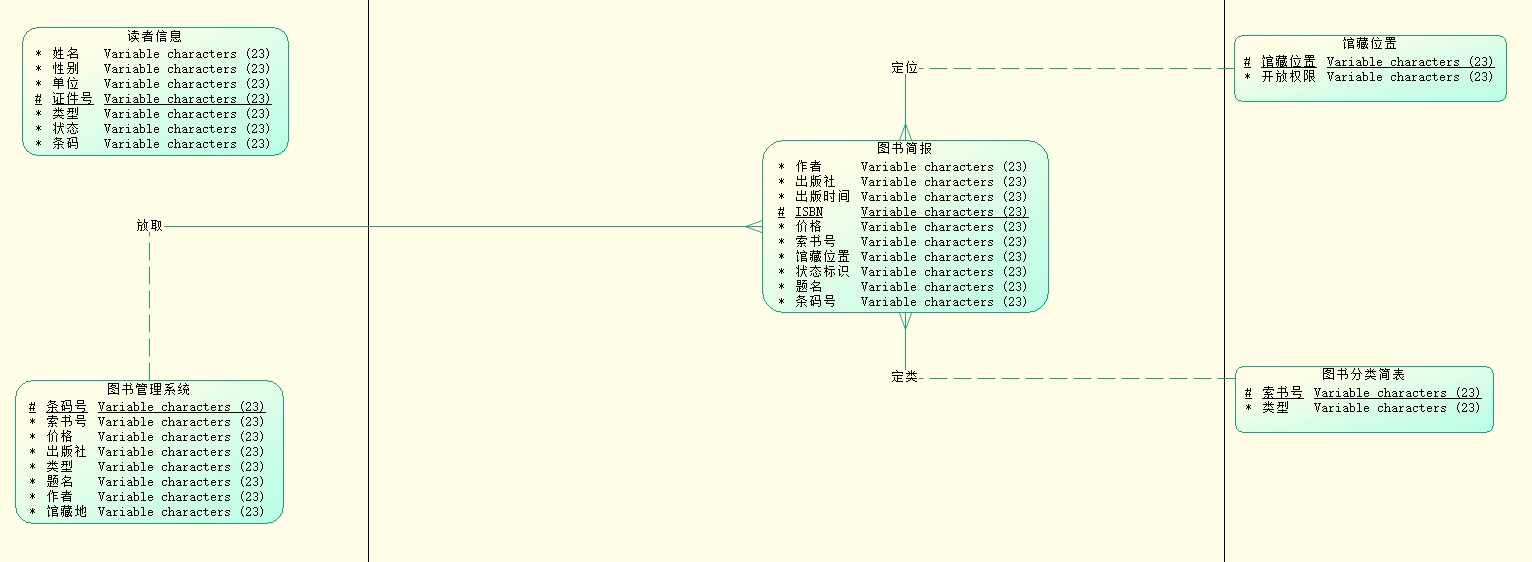 读者信息
* 姓名 Variable characters (23)
* 性别 Variable characters (23)
* 单位 Variable characters (23)
# 证件号 Variable characters (23)
* 类型 Variable characters (23)
* 状态 Variable characters (23)
* 条码 Variable characters (23)
放取
图书管理系统
# 条码号 Variable characters (23)
* 索书号 Variable characters (23)
* 价格 Variable characters (23)
* 出版社 Variable characters (23)
* 类型 Variable characters (23)
* 题名 Variable characters (23)
* 作者 Variable characters (23)
* 馆藏地 Variable characters (23)
定位
图书简报
* 作者 Variable characters (23)
* 出版社 Variable characters (23)
* 出版时间 Variable characters (23)
# ISBN Variable characters (23)
* 价格 Variable characters (23)
* 索书号 Variable characters (23)
* 馆藏位置 Variable characters (23)
* 状态标识 Variable characters (23)
* 题名 Variable characters (23)
* 条码号 Variable characters (23)
定类
馆藏位置
# 馆藏位置 Variable characters (23)
* 开放权限 Variable characters (23)
图书分类简表
# 索书号 Variable characters (23)
* 类型 Variable characters (23)